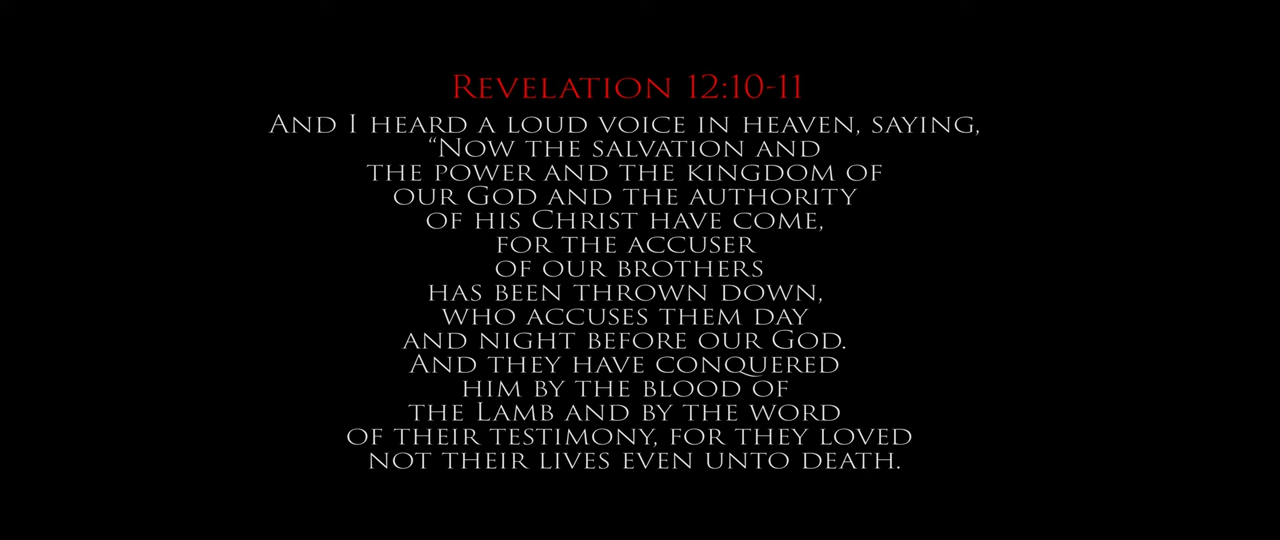 Revelation 12:10-11
And I heard a loud voice in heaven, saying,
“Now the salvation and
the power and the kingdom of
our God and the authority
of his Christ have come,
for the accuser
of our brothers
has been thrown down,
who accuses them day
and night before our God.
And they have conquered
him by the blood of
the Lamb and by the word
of their testimony, for they loved
not their lives even unto death.